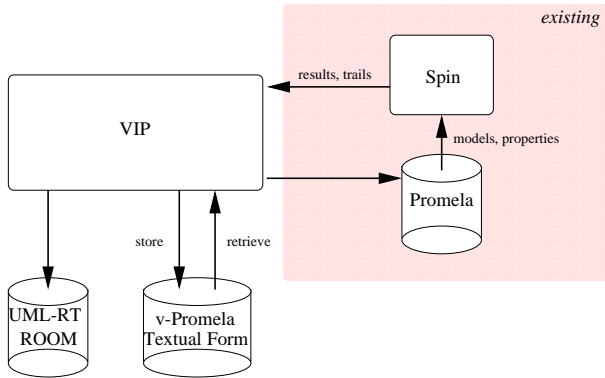 existing
results, trails
Spin
VIP
models, properties
Promela
store
retrieve
UML-RT
ROOM
v-Promela
Textual Form